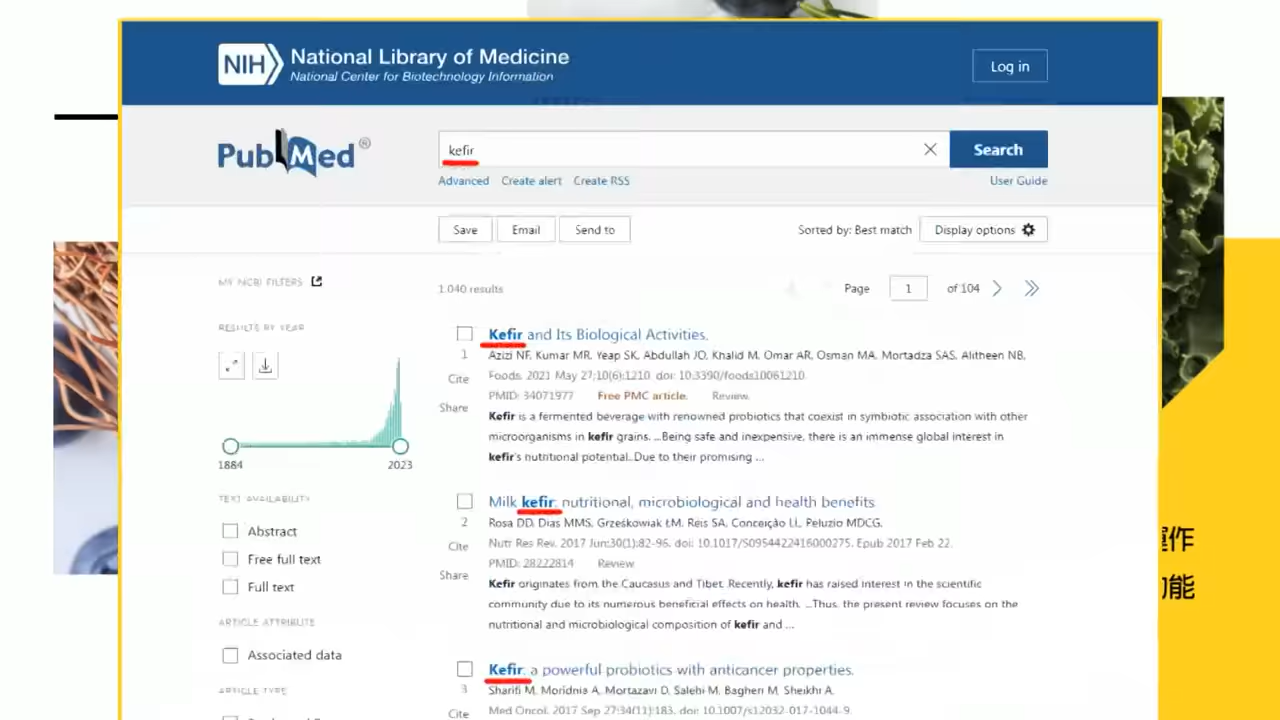 NIH National Library of Medicine
National Center for Biotechnology Information
Log in
PubMed®
kefir
Search
Advanced Create alert Create RSS
User Guide
Save Email Send to
Sorted by: Best match Display options
MY NCBI FILTERS
1,040 results
Page 1 of 104
RESULTS BY YEAR
1884 2023
TEXT AVAILABILITY
Abstract
Free full text
Full text
ARTICLE ATTRIBUTE
Associated data
ARTICLE TYPE
Kefir and Its Biological Activities.
1
Azizi NF, Kumar MR, Yeap SK, Abdullah JO, Khalid M, Omar AR, Osman MA, Mortadza SAS, Alitheen NB.
Cite
Foods. 2021 May 27;10(6):1210. doi: 10.3390/foods10061210.
PMID: 34071977 Free PMC article. Review.
Share
Kefir is a fermented beverage with renowned probiotics that coexist in symbiotic association with other
microorganisms in kefir grains. ...Being safe and inexpensive, there is an immense global interest in
kefir's nutritional potential. Due to their promising ...
Milk kefir: nutritional, microbiological and health benefits.
2
Rosa DD, Dias MMS, Grześkowiak ŁM, Reis SA, Conceição LL, Peluzio MDCG.
Cite
Nutr Res Rev. 2017 Jun;30(1):82-96. doi: 10.1017/S0954422416000275. Epub 2017 Feb 22.
PMID: 28222814 Review.
Share
Kefir originates from the Caucasus and Tibet. Recently, kefir has raised interest in the scientific
community due to its numerous beneficial effects on health. ...Thus, the present review focuses on the
nutritional and microbiological composition of kefir and ...
Kefir: a powerful probiotics with anticancer properties.
3
Sharifi M, Moridnia A, Mortazavi D, Salehi M, Bagheri M, Sheikhi A.
Cite
Med Oncol. 2017 Sep 27;34(11):183. doi: 10.1007/s12032-017-1044-9.
作
能